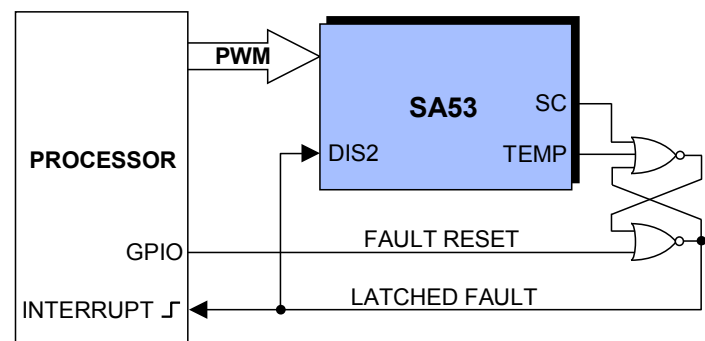 PWM
SA53
SC
PROCESSOR
DIS2
TEMP
GPIO
FAULT RESET
INTERRUPT
LATCHED FAULT